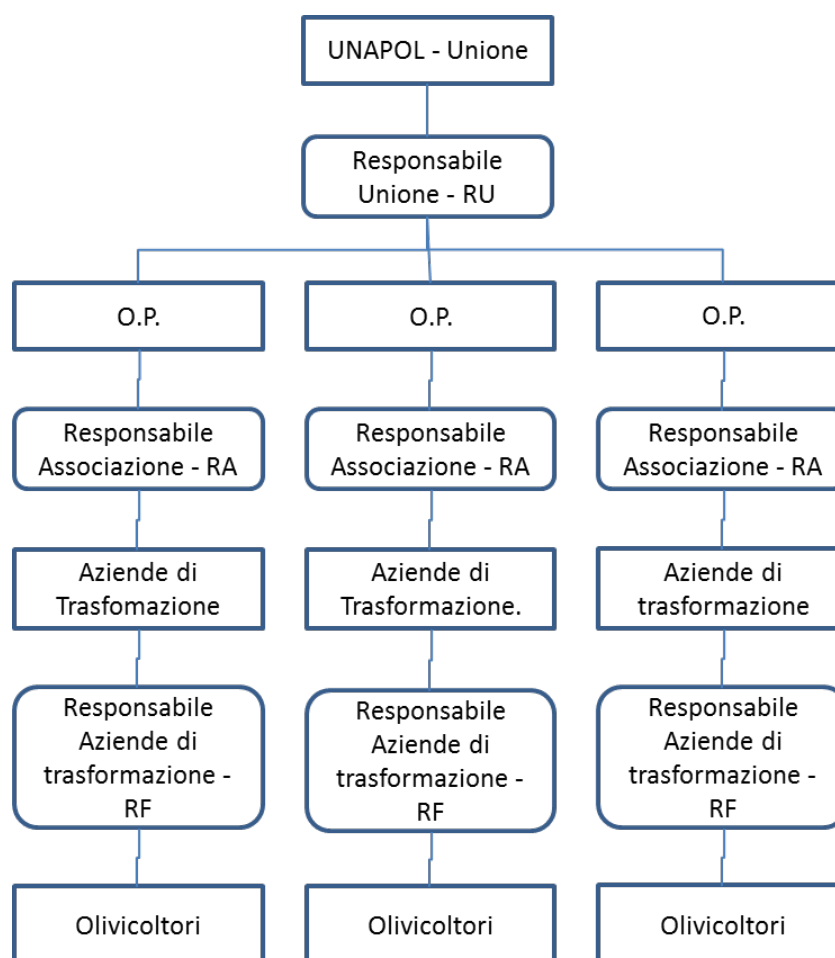 UNAPOL - Unione
Responsabile
Unione - RU
O.P.
O.P.
O.P.
Responsabile
Associazione - RA
Responsabile
Associazione - RA
Responsabile
Associazione - RA
Aziende di
Trasfomazione
Aziende di
Trasformazione.
Aziende di
trasformazione
Responsabile
Aziende di
trasformazione -
RF
Responsabile
Aziende di
trasformazione -
RF
Responsabile
Aziende di
trasformazione -
RF
Olivicoltori
Olivicoltori
Olivicoltori